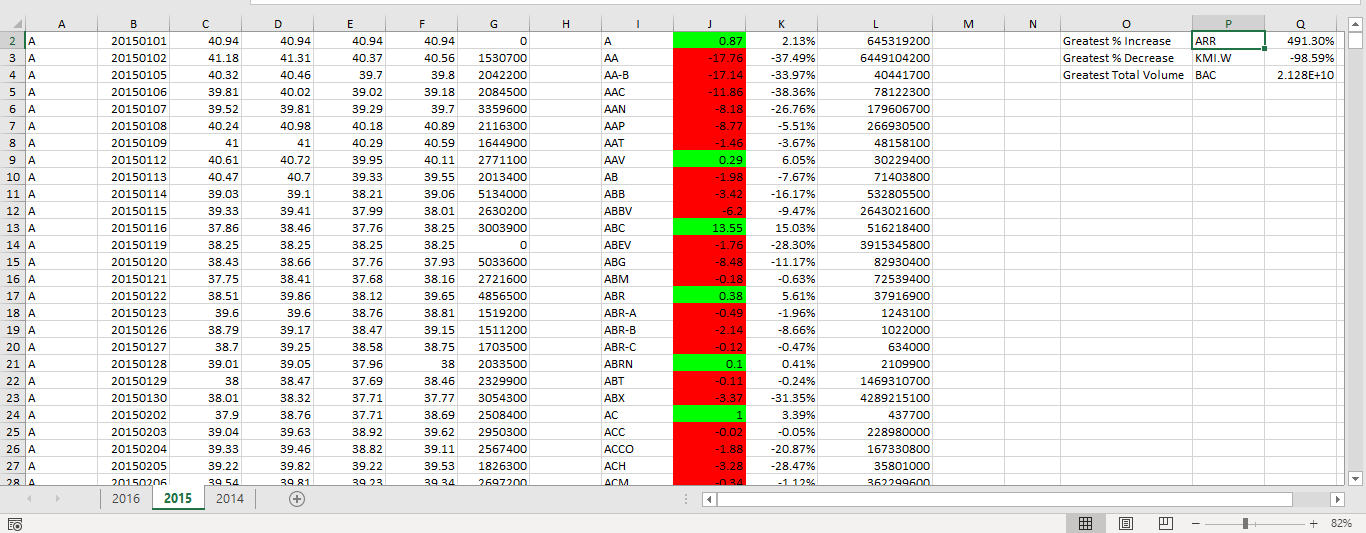 A B C D E F G H I J K L M N O P Q
2 A 20150101 40.94 40.94 40.94 40.94 0 A 0.87 2.13% 645319200 Greatest % Increase ARR 491.30%
3 A 20150102 41.18 41.31 40.37 40.56 1530700 AA -17.76 -37.49% 6449104200 Greatest % Decrease KMI.W -98.59%
4 A 20150105 40.32 40.46 39.7 39.8 2042200 AA-B -17.14 -33.97% 40441700 Greatest Total Volume BAC 2.128E+10
5 A 20150106 39.81 40.02 39.02 39.18 2084500 AAC -11.86 -38.36% 78122300
6 A 20150107 39.52 39.81 39.29 39.7 3359600 AAN -8.18 -26.76% 179606700
7 A 20150108 40.24 40.98 40.18 40.89 2116300 AAP -8.77 -5.51% 266930500
8 A 20150109 41 41 40.29 40.59 1644900 AAT -1.46 -3.67% 48158100
9 A 20150112 40.61 40.72 39.95 40.11 2771100 AAV 0.29 6.05% 30229400
10 A 20150113 40.47 40.7 39.33 39.55 2013400 AB -1.98 -7.67% 71403800
11 A 20150114 39.03 39.1 38.21 39.06 5134000 ABB -3.42 -16.17% 532805500
12 A 20150115 39.33 39.41 37.99 38.01 2630200 ABBV -6.2 -9.47% 2643021600
13 A 20150116 37.86 38.46 37.76 38.25 3003900 ABC 13.55 15.03% 516218400
14 A 20150119 38.25 38.25 38.25 38.25 0 ABEV -1.76 -28.30% 3915345800
15 A 20150120 38.43 38.66 37.76 37.93 5033600 ABG -8.48 -11.17% 82930400
16 A 20150121 37.75 38.41 37.68 38.16 2721600 ABM -0.18 -0.63% 72539400
17 A 20150122 38.51 39.86 38.12 39.65 4856500 ABR 0.38 5.61% 37916900
18 A 20150123 39.6 39.6 38.76 38.81 1519200 ABR-A -0.49 -1.96% 1243100
19 A 20150126 38.79 39.17 38.47 39.15 1511200 ABR-B -2.14 -8.66% 1022000
20 A 20150127 38.7 39.25 38.58 38.75 1703500 ABR-C -0.12 -0.47% 634000
21 A 20150128 39.01 39.05 37.96 38 2033500 ABRN 0.1 0.41% 2109900
22 A 20150129 38 38.47 37.69 38.46 2329900 ABT -0.11 -0.24% 1469310700
23 A 20150130 38.01 38.32 37.71 37.77 3054300 ABX -3.37 -31.35% 4289215100
24 A 20150202 37.9 38.76 37.71 38.69 2508400 AC 1 3.39% 437700
25 A 20150203 39.04 39.63 38.92 39.62 2950300 ACC -0.02 -0.05% 228980000
26 A 20150204 39.33 39.46 38.82 39.11 2567400 ACCO -1.88 -20.87% 167330800
27 A 20150205 39.22 39.82 39.22 39.53 1826300 ACH -3.28 -28.47% 35801000
28 A 20150206 39.54 39.81 39.23 39.34 2697200 ACM -0.34 -1.12% 362299600
2016 2015 2014
82%